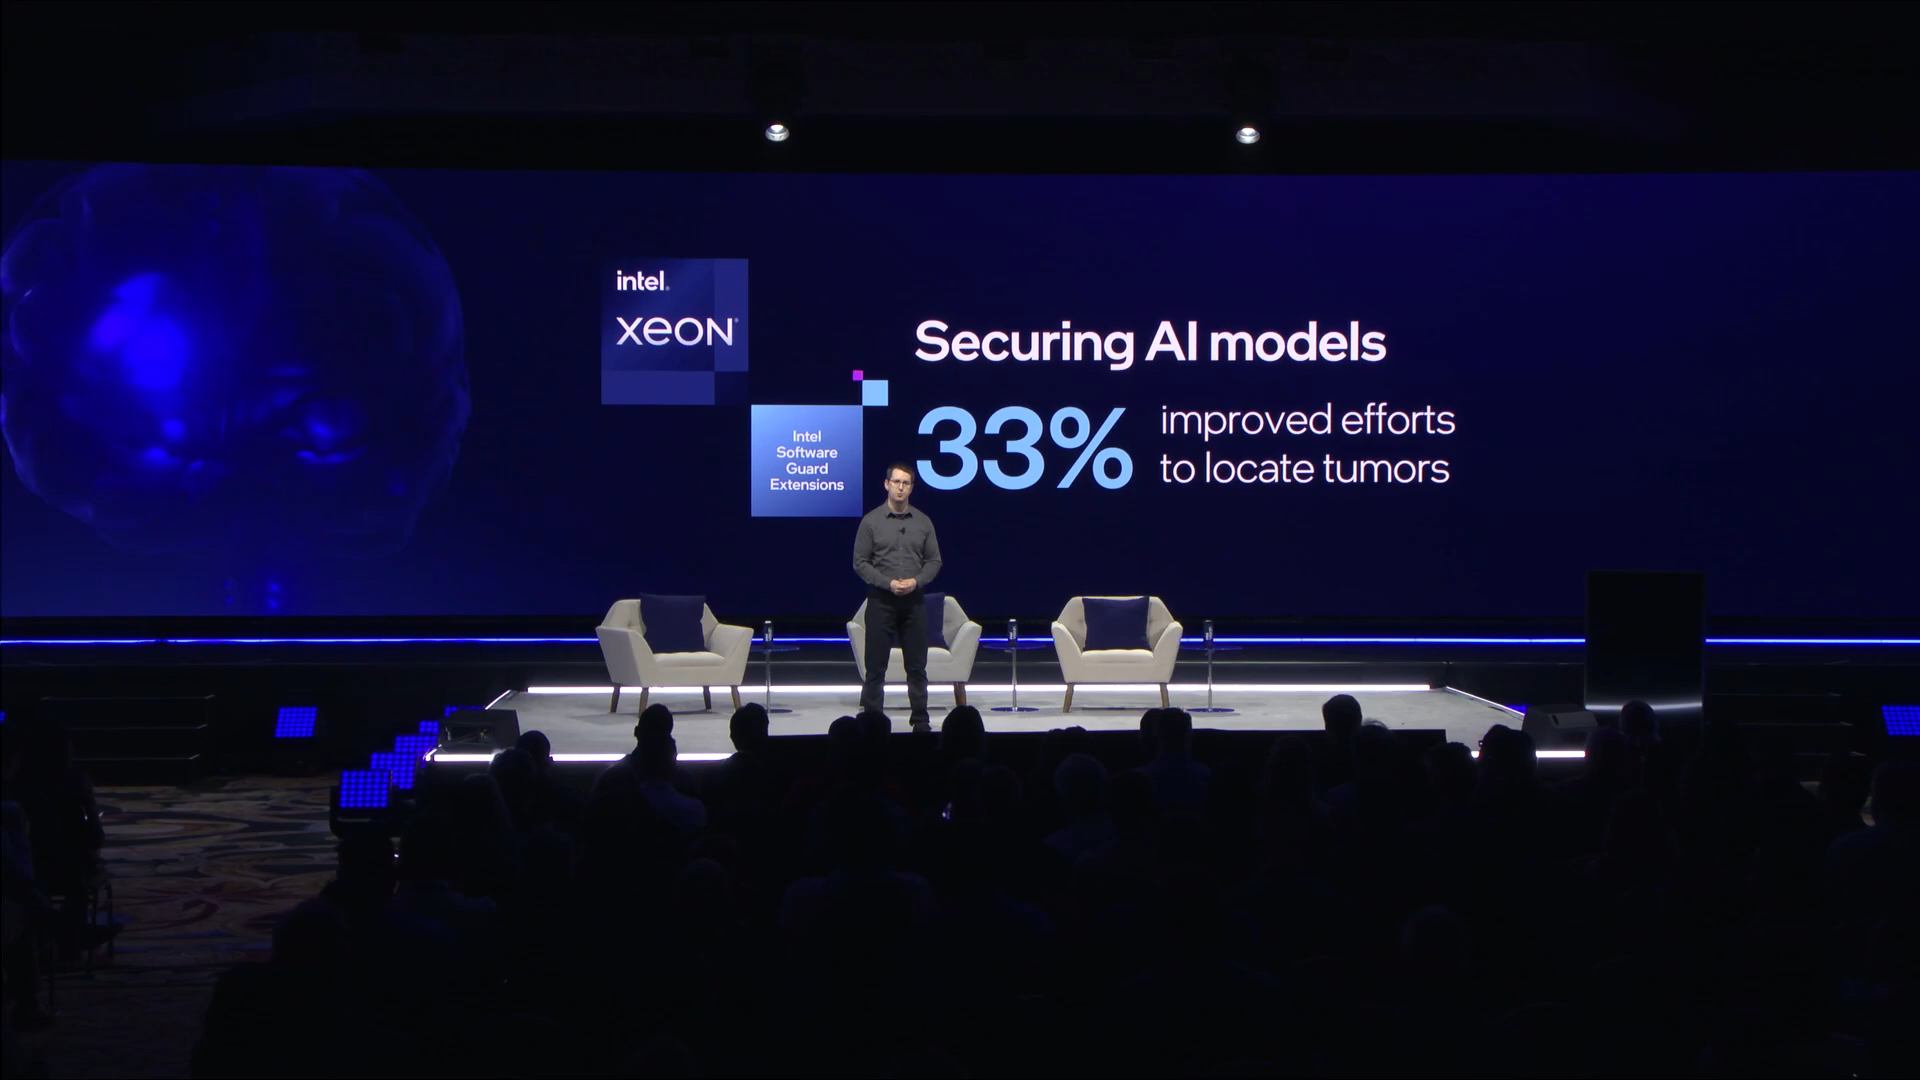 intel.
xeon
Intel
Software
Guard
Extensions
Securing AI models
33%
improved efforts
to locate tumors